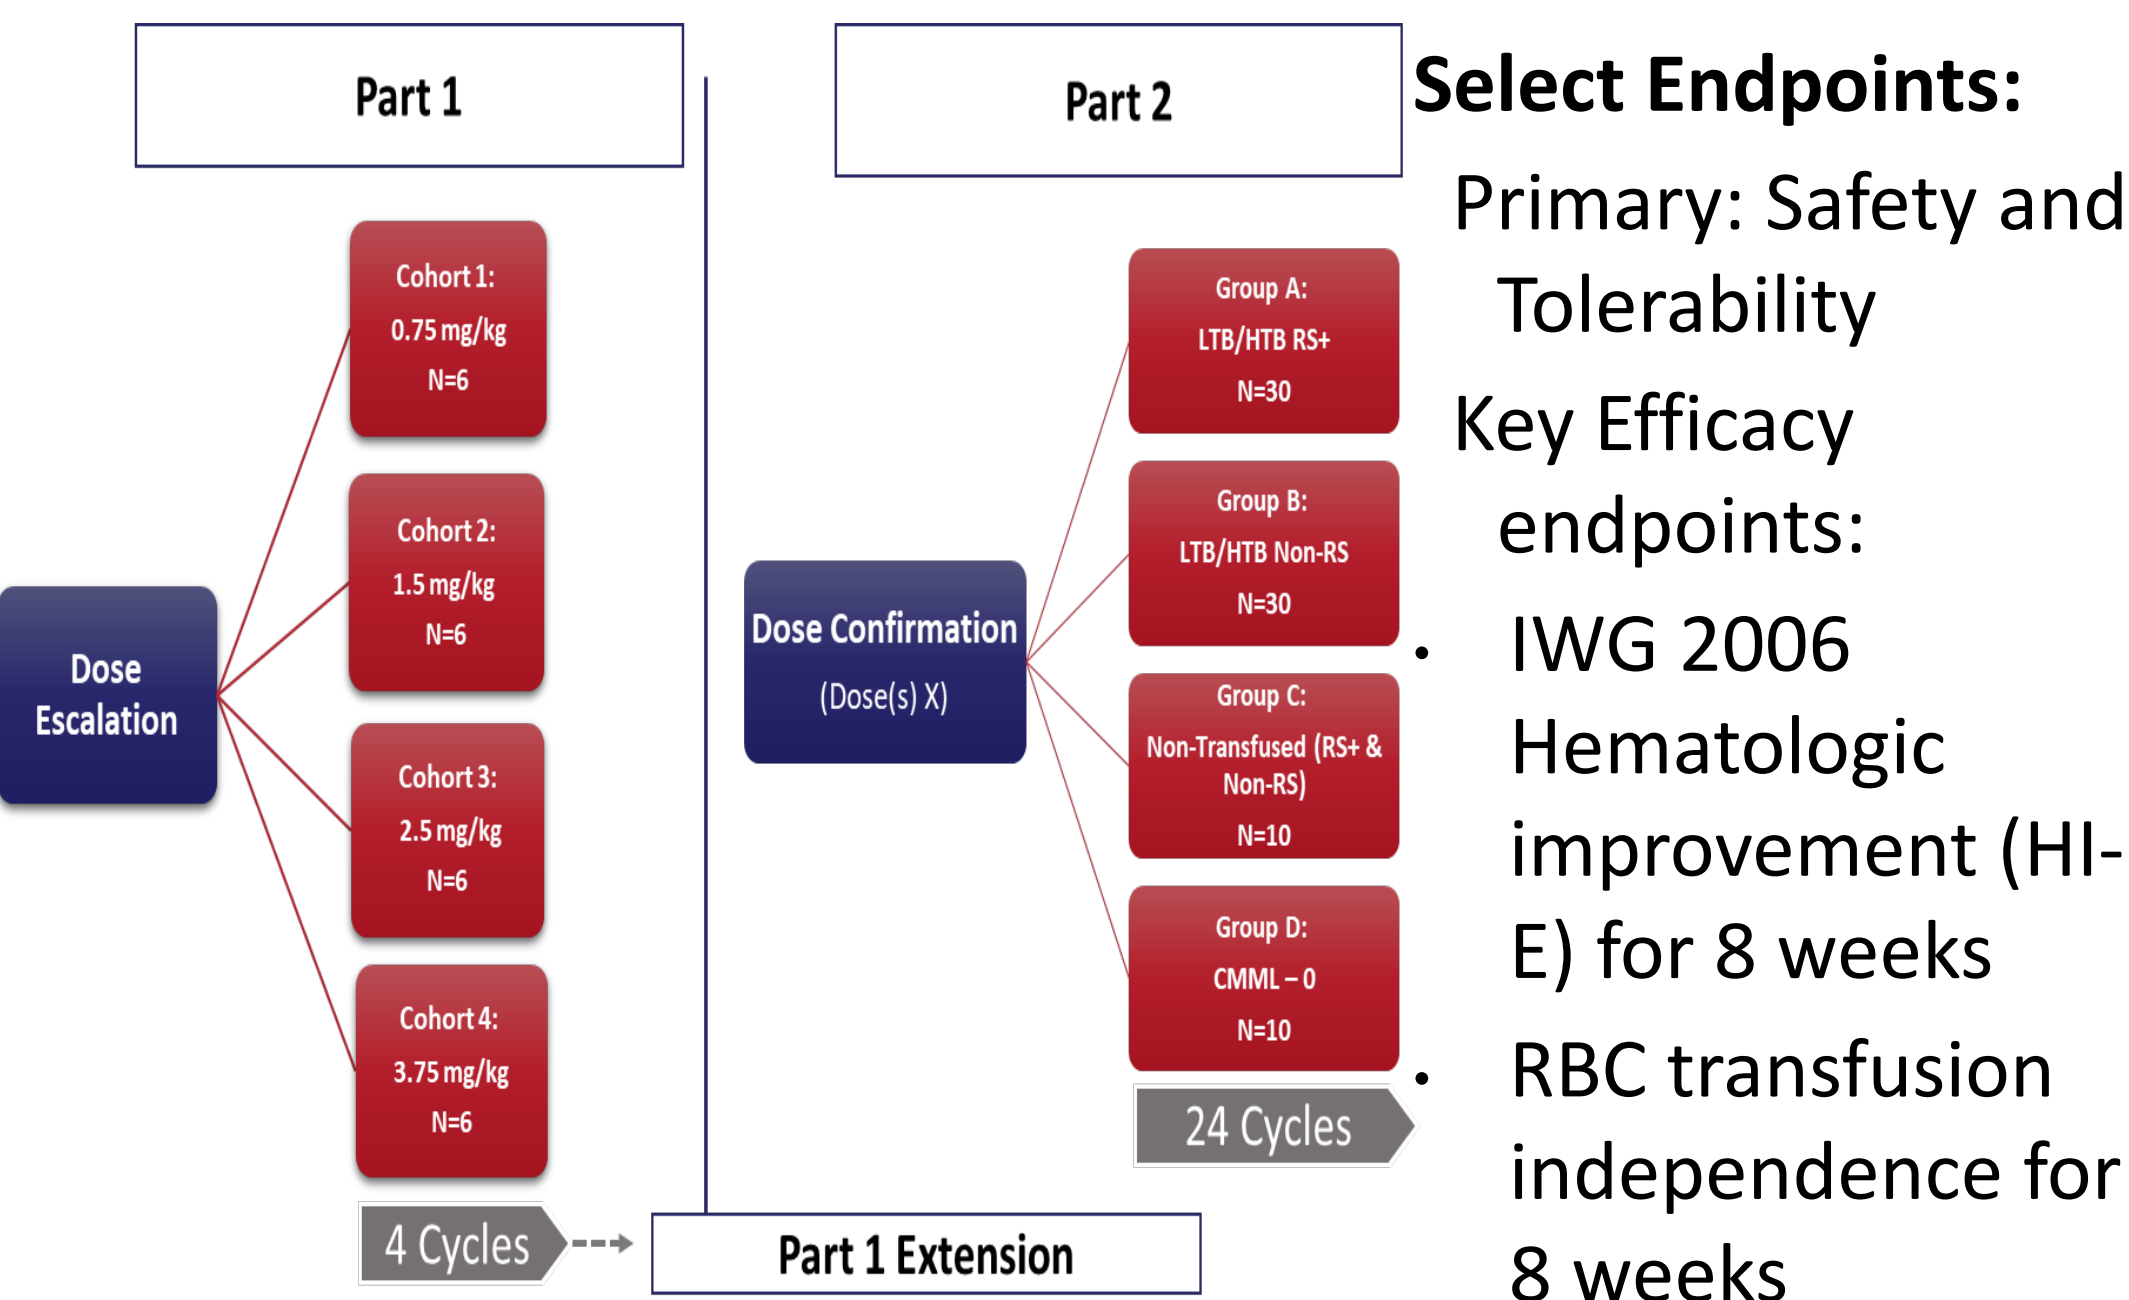 Part 1
Dose
Escalation
Cohort 1:
0.75 mg/kg
N=6
Cohort 2:
1.5 mg/kg
N=6
Cohort 3:
2.5 mg/kg
N=6
Cohort 4:
3.75 mg/kg
N=6
4 Cycles
Part 1 Extension
Part 2
Dose Confirmation
(Dose(s) X)
Group A:
LTB/HTB RS+
N=30
Group B:
LTB/HTB Non-RS
N=30
Group C:
Non-Transfused (RS+ &
Non-RS)
N=10
Group D:
CMML – 0
N=10
24 Cycles
Select Endpoints:
Primary: Safety and
Tolerability
Key Efficacy
endpoints:
• IWG 2006
Hematologic
improvement (HI-
E) for 8 weeks
• RBC transfusion
independence for
8 weeks